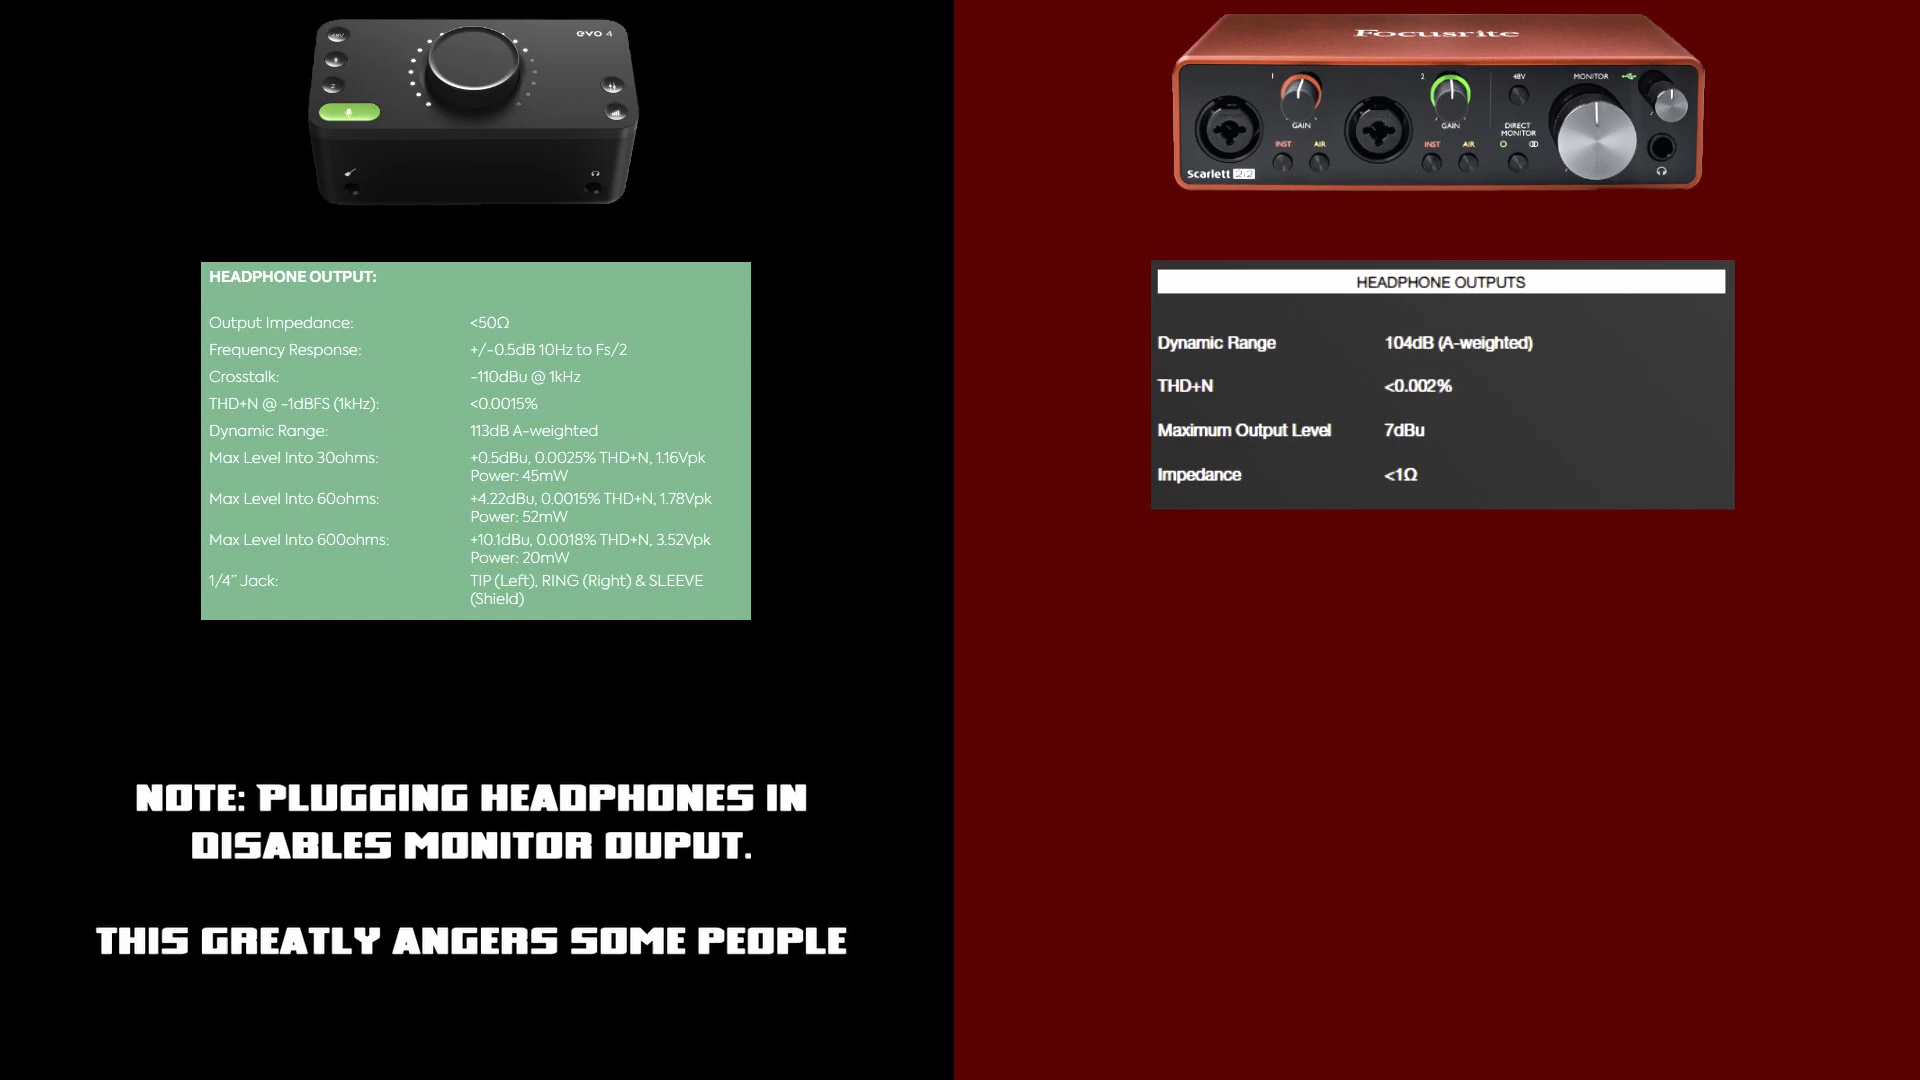 evo 4
48V
1
2
HEADPHONE OUTPUT:
Output Impedance: <50Ω
Frequency Response: +/-0.5dB 10Hz to Fs/2
Crosstalk: -110dBu @ 1kHz
THD+N @ -1dBFS (1kHz): <0.0015%
Dynamic Range: 113dB A-weighted
Max Level Into 30ohms: +0.5dBu, 0.0025% THD+N, 1.16Vpk
Power: 45mW
Max Level Into 60ohms: +4.22dBu, 0.0015% THD+N, 1.78Vpk
Power: 52mW
Max Level Into 600ohms: +10.1dBu, 0.0018% THD+N, 3.52Vpk
Power: 20mW
1/4” Jack: TIP (Left), RING (Right) & SLEEVE
(Shield)
NOTE: PLUGGING HEADPHONES IN
DISABLES MONITOR OUPUT.
THIS GREATLY ANGERS SOME PEOPLE
Focusrite
1 2 48V MONITOR
GAIN GAIN DIRECT
MONITOR
INST AIR INST AIR
Scarlett 2i2
HEADPHONE OUTPUTS
Dynamic Range 104dB (A-weighted)
THD+N <0.002%
Maximum Output Level 7dBu
Impedance <1Ω